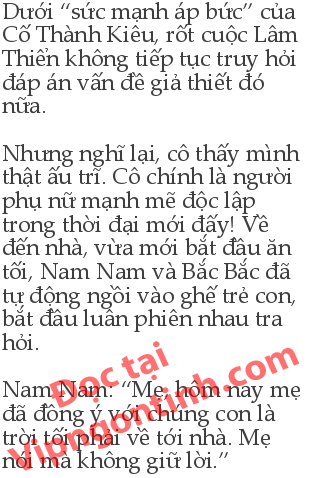 Dưới “sức mạnh áp bức” của
Cố Thành Kiêu, rốt cuộc Lâm
Thiển không tiếp tục truy hỏi
đáp án vấn đề giả thiết đó
nữa.
Nhưng nghĩ lại, cô thấy mình
thật ấu trĩ. Cô chính là người
phụ nữ mạnh mẽ độc lập
trong thời đại mới đấy! Về
đến nhà, vừa mới bắt đầu ăn
tối, Nam Nam và Bắc Bắc đã
tự động ngồi vào ghế trẻ con,
bắt đầu luân phiên nhau tra
hỏi.
Nam Nam: “Mẹ, hôm nay mẹ
đã đồng ý với chúng con là
trời tối phải về tới nhà. Mẹ
nói mà không giữ lời.”
Đọc tại
Vipngontinh.com